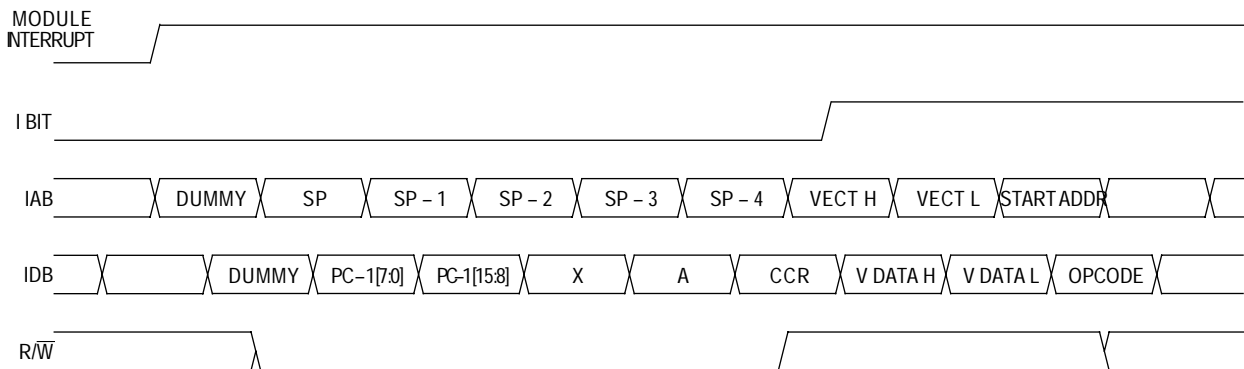 MODULE
INTERRUPT
I BIT
IAB DUMMY SP SP – 1 SP – 2 SP – 3 SP – 4 VECT H VECT L START ADDR
IDB DUMMY PC–1[7:0] PC–1[15:8] X A CCR V DATA H V DATA L OPCODE
R/W̅